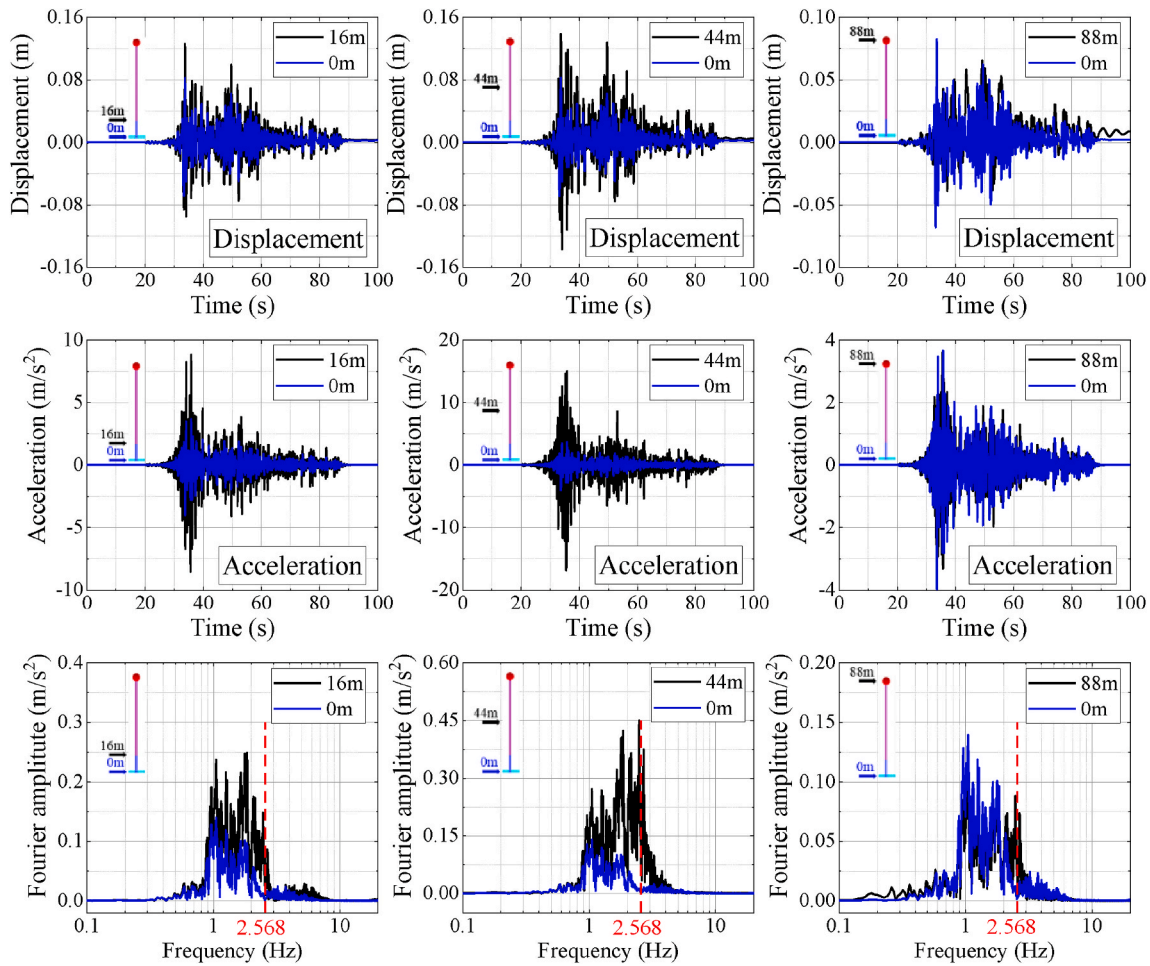 0.16
0.08
0.00
-0.08
-0.16
Displacement (m)
16m
0m
16m
0m
Displacement
0
20
40
60
80
100
Time (s)
0.16
0.08
0.00
-0.08
-0.16
Displacement (m)
44m
0m
44m
0m
Displacement
0
20
40
60
80
100
Time (s)
0.10
0.05
0.00
-0.05
-0.10
Displacement (m)
88m
0m
88m
0m
Displacement
0
20
40
60
80
100
Time (s)
10
5
0
-5
-10
Acceleration (m/s²)
16m
0m
16m
0m
Acceleration
0
20
40
60
80
100
Time (s)
20
10
0
-10
-20
Acceleration (m/s²)
44m
0m
44m
0m
Acceleration
0
20
40
60
80
100
Time (s)
4
2
0
-2
-4
Acceleration (m/s²)
88m
0m
88m
0m
Acceleration
0
20
40
60
80
100
Time (s)
0.4
0.3
0.2
0.1
0.0
Fourier amplitute (m/s²)
16m
0m
16m
0m
0.1
1
2.568
10
Frequency (Hz)
0.60
0.45
0.30
0.15
0.00
Fourier amplitute (m/s²)
44m
0m
44m
0m
0.1
1
2.568
10
Frequency (Hz)
0.20
0.15
0.10
0.05
0.00
Fourier amplitute (m/s²)
88m
0m
88m
0m
0.1
1
2.568
10
Frequency (Hz)